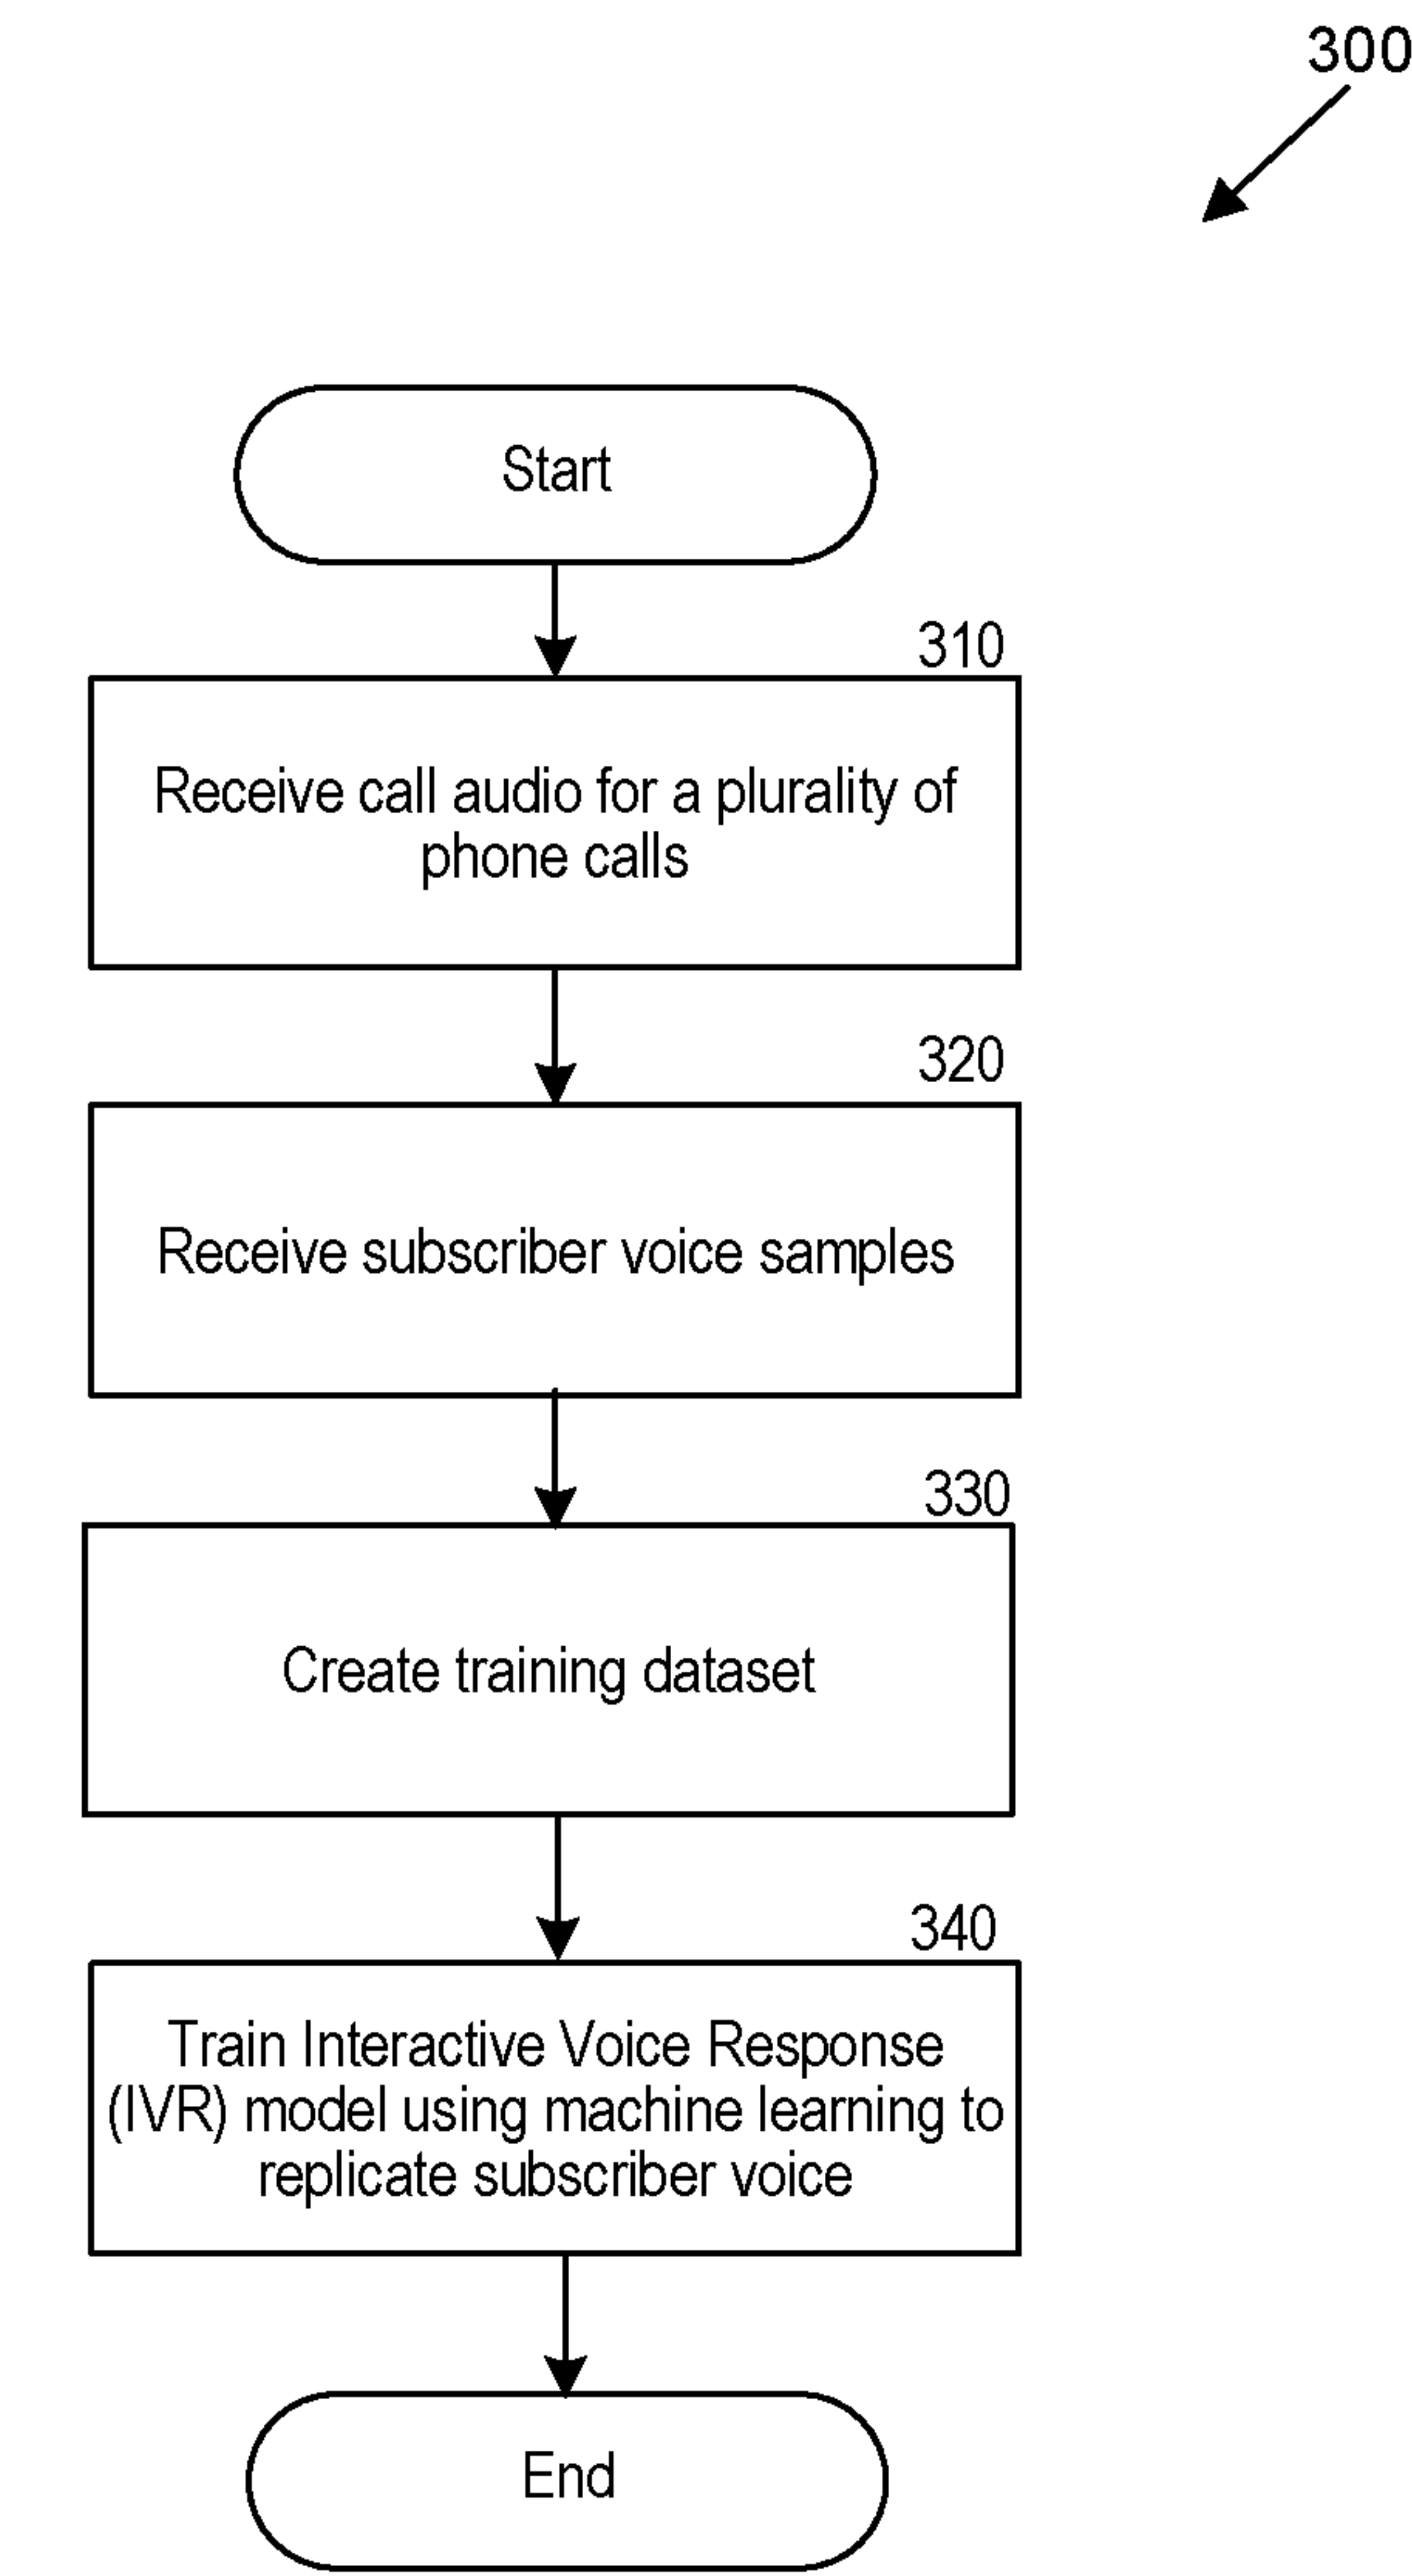 300
Start
310
Receive call audio for a plurality of
phone calls
320
Receive subscriber voice samples
330
Create training dataset
340
Train Interactive Voice Response
(IVR) model using machine learning to
replicate subscriber voice
End